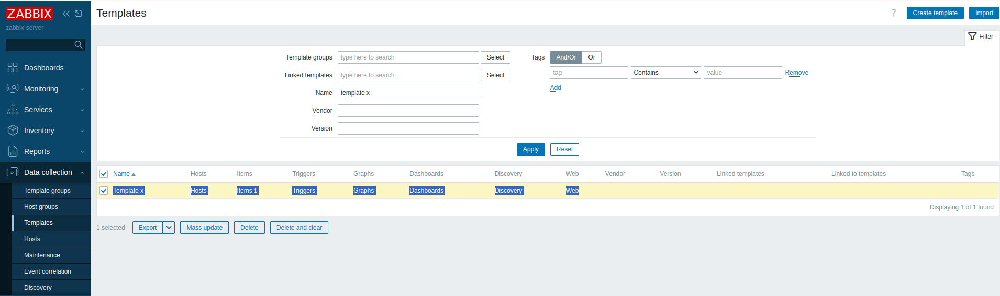 ZABBIX
zabbix-server
Dashboards
Monitoring
Services
Inventory
Reports
Data collection
Template groups
Host groups
Templates
Hosts
Maintenance
Event correlation
Discovery
Templates ? Create template Import
Filter
Template groups type here to search Select Tags And/Or Or
tag Contains value Remove
Linked templates type here to search Select
Add
Name template x
Vendor
Version
Apply Reset
Name Hosts Items Triggers Graphs Dashboards Discovery Web Vendor Version Linked templates Linked to templates Tags
Template x Hosts Items 1 Triggers Graphs Dashboards Discovery Web
Displaying 1 of 1 found
1 selected Export Mass update Delete Delete and clear